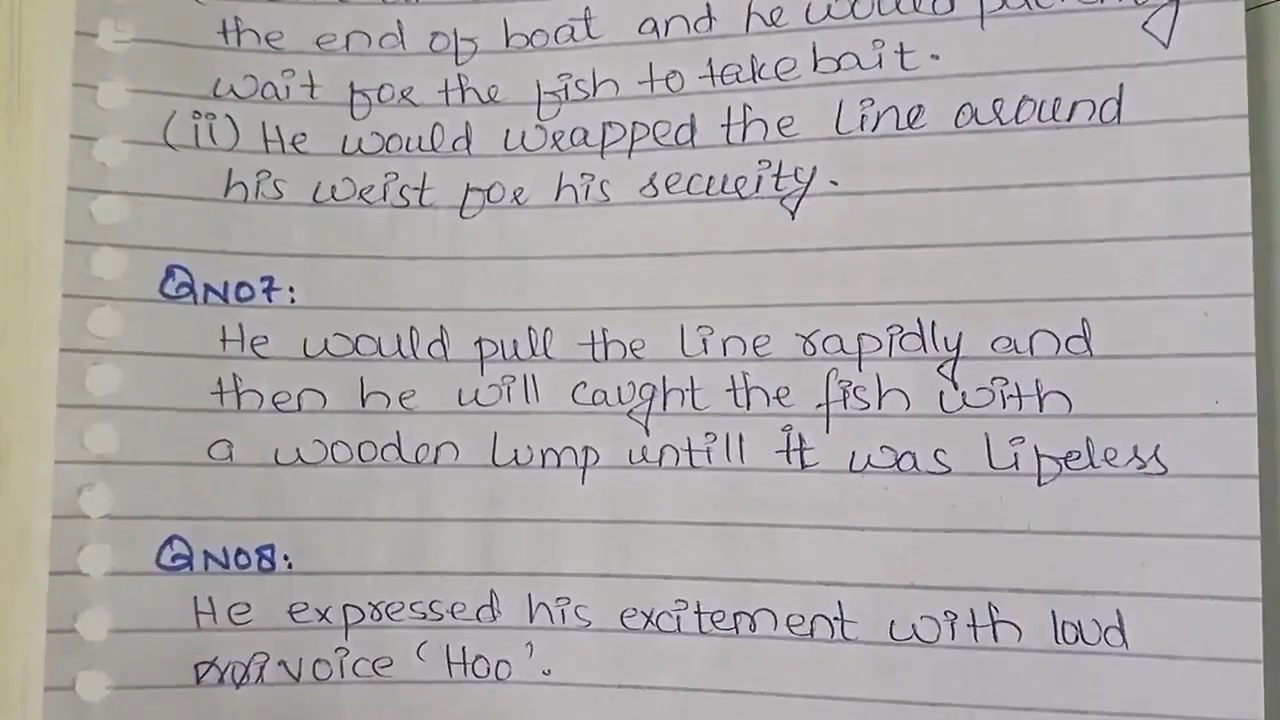 the end of boat and he would
wait for the fish to take bait.
(ii) He would wrapped the line around
his weist for his security.
QNO7:
He would pull the line rapidly and
then he will caught the fish with
a wooden lump untill it was lifeless
QNO8:
He expressed his excitement with loud
voice 'Hoo'.